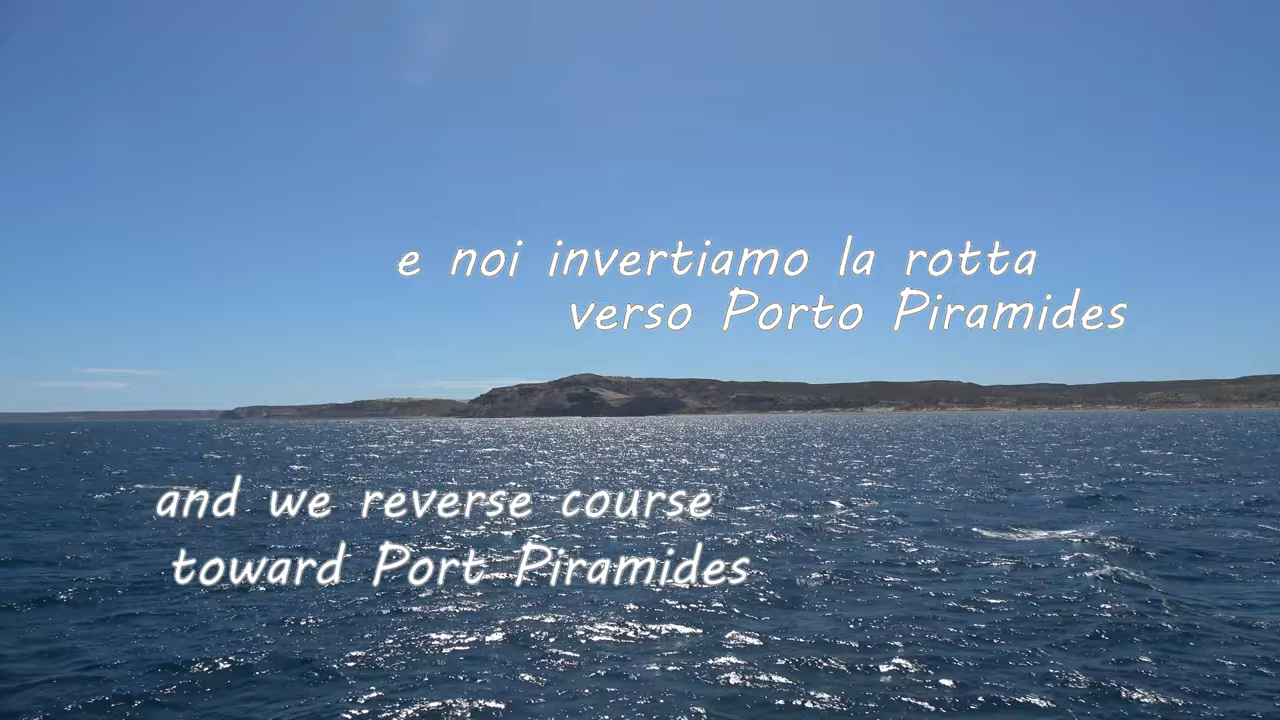 e noi invertiamo la rotta
verso Porto Piramides
and we reverse course
toward Port Piramides